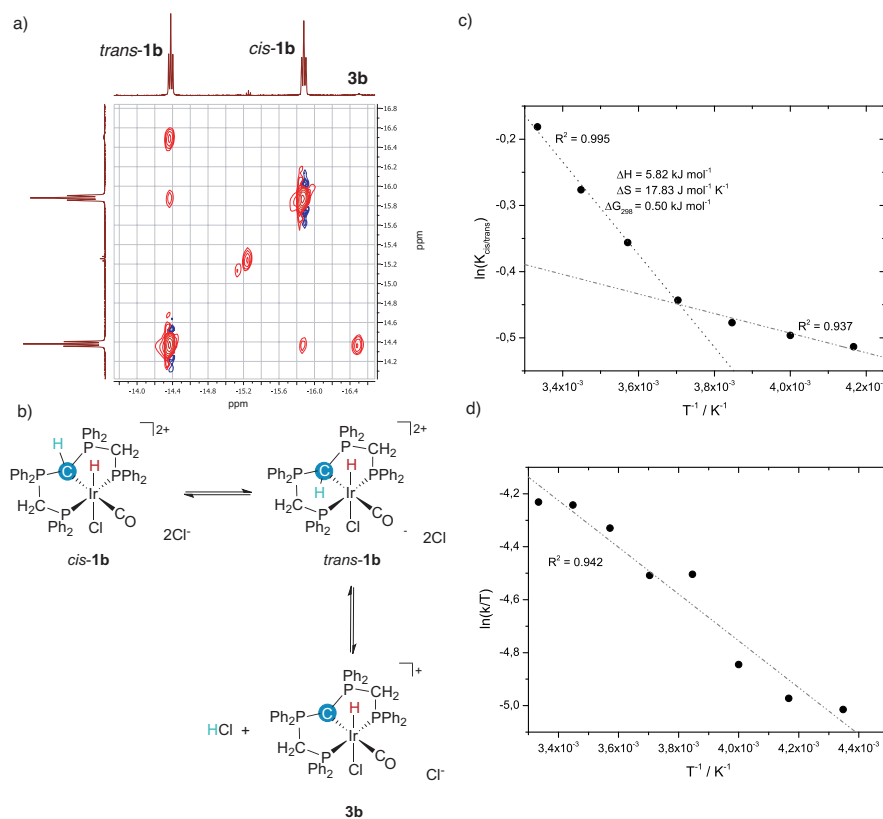 a)
trans-1b
cis-1b
3b
16.8
16.6
16.4
16.2
16.0
15.8
15.6
15.4
15.2
15.0
14.8
14.6
14.4
14.2
ppm
-14.0 -14.4 -14.8 -15.2 -15.6 -16.0 -16.4
ppm
b)
H Ph2 ]2+
P CH2
C H
Ph2P P
Ph2
Ir
H2C P CO
Ph2 Cl
2Cl-
cis-1b
Ph2 ]2+
P CH2
C H
Ph2P P
H Ph2
Ir
H2C P CO
Ph2 Cl
- 2Cl
trans-1b
HCl +
Ph2 ]+
P CH2
C H
Ph2P P
Ph2
Ir
H2C P CO
Ph2 Cl
Cl-
3b
c)
ln(Kcis/trans)
-0,2
-0,3
-0,4
-0,5
R² = 0.995
ΔH = 5.82 kJ mol⁻¹
ΔS = 17.83 J mol⁻¹ K⁻¹
ΔG₂₉₈ = 0.50 kJ mol⁻¹
R² = 0.937
3,4x10⁻³ 3,6x10⁻³ 3,8x10⁻³ 4,0x10⁻³ 4,2x10⁻³
T⁻¹ / K⁻¹
d)
ln(k/T)
-4,2
-4,4
-4,6
-4,8
-5,0
R² = 0.942
3,4x10⁻³ 3,6x10⁻³ 3,8x10⁻³ 4,0x10⁻³ 4,2x10⁻³ 4,4x10⁻³
T⁻¹ / K⁻¹